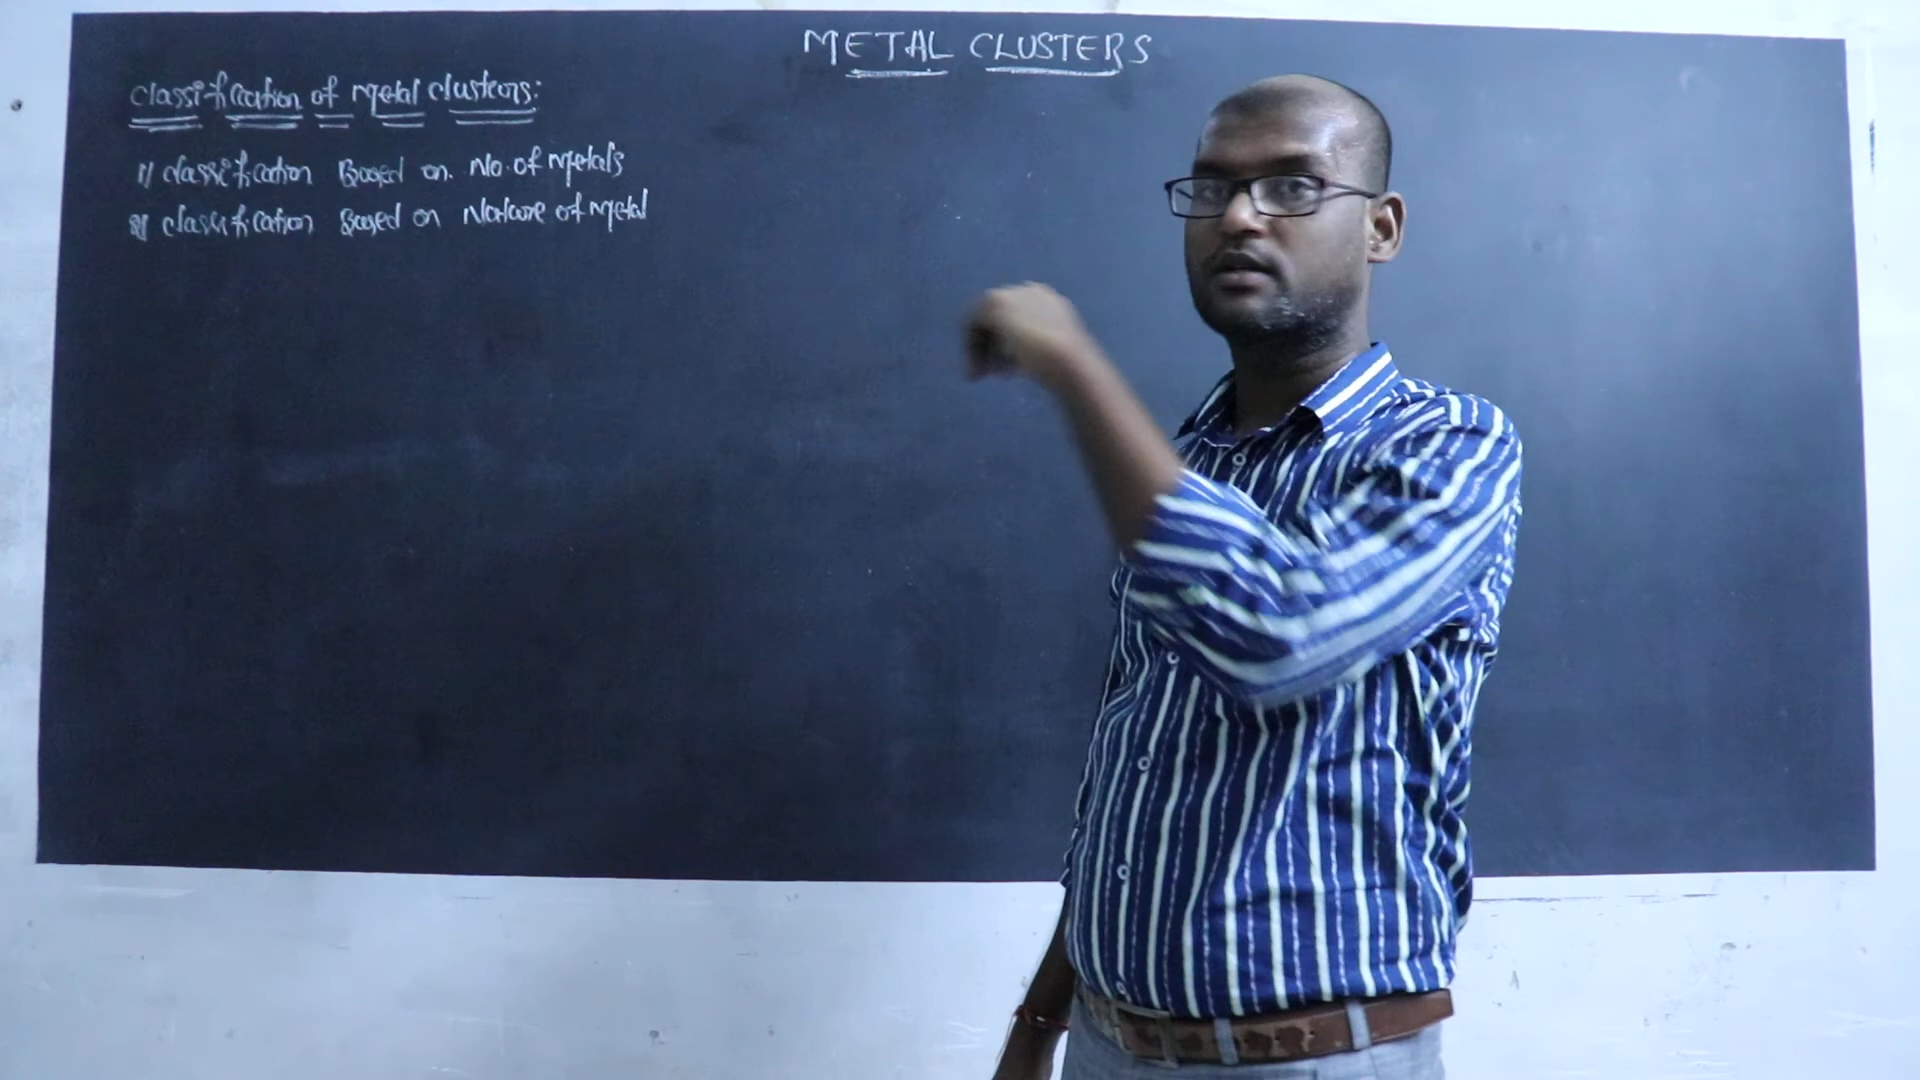 METAL CLUSTERS
Classification of Metal clusters:
1) classification Based on No. of Metals
2) classification Based on Nature of Metal